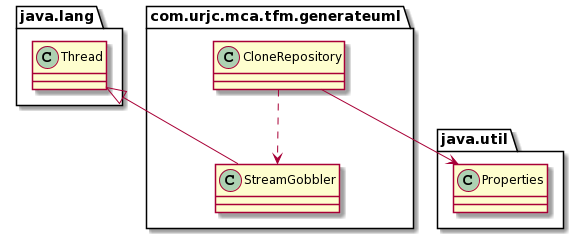 java.lang
com.urjc.mca.tfm.generateuml
C Thread
C CloneRepository
java.util
C StreamGobbler
C Properties